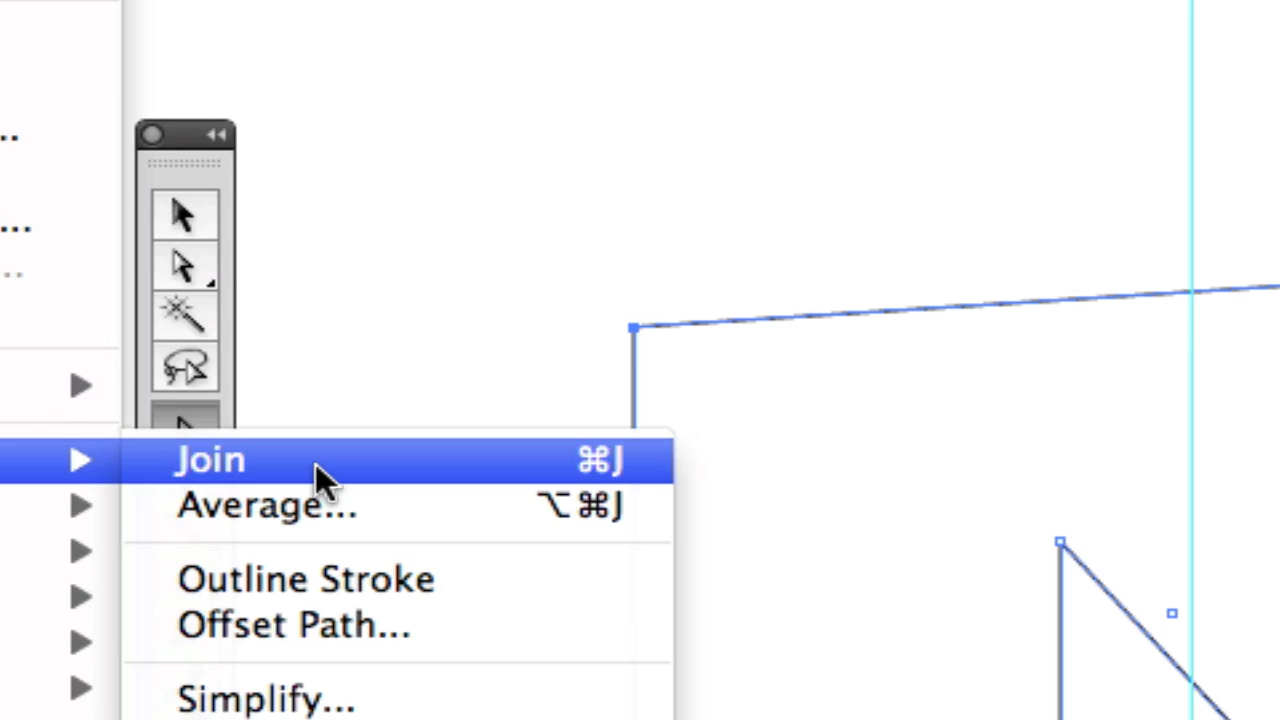 ..
...
..
Join ⌘J
Average... ⌥⌘J
Outline Stroke
Offset Path...
Simplify...